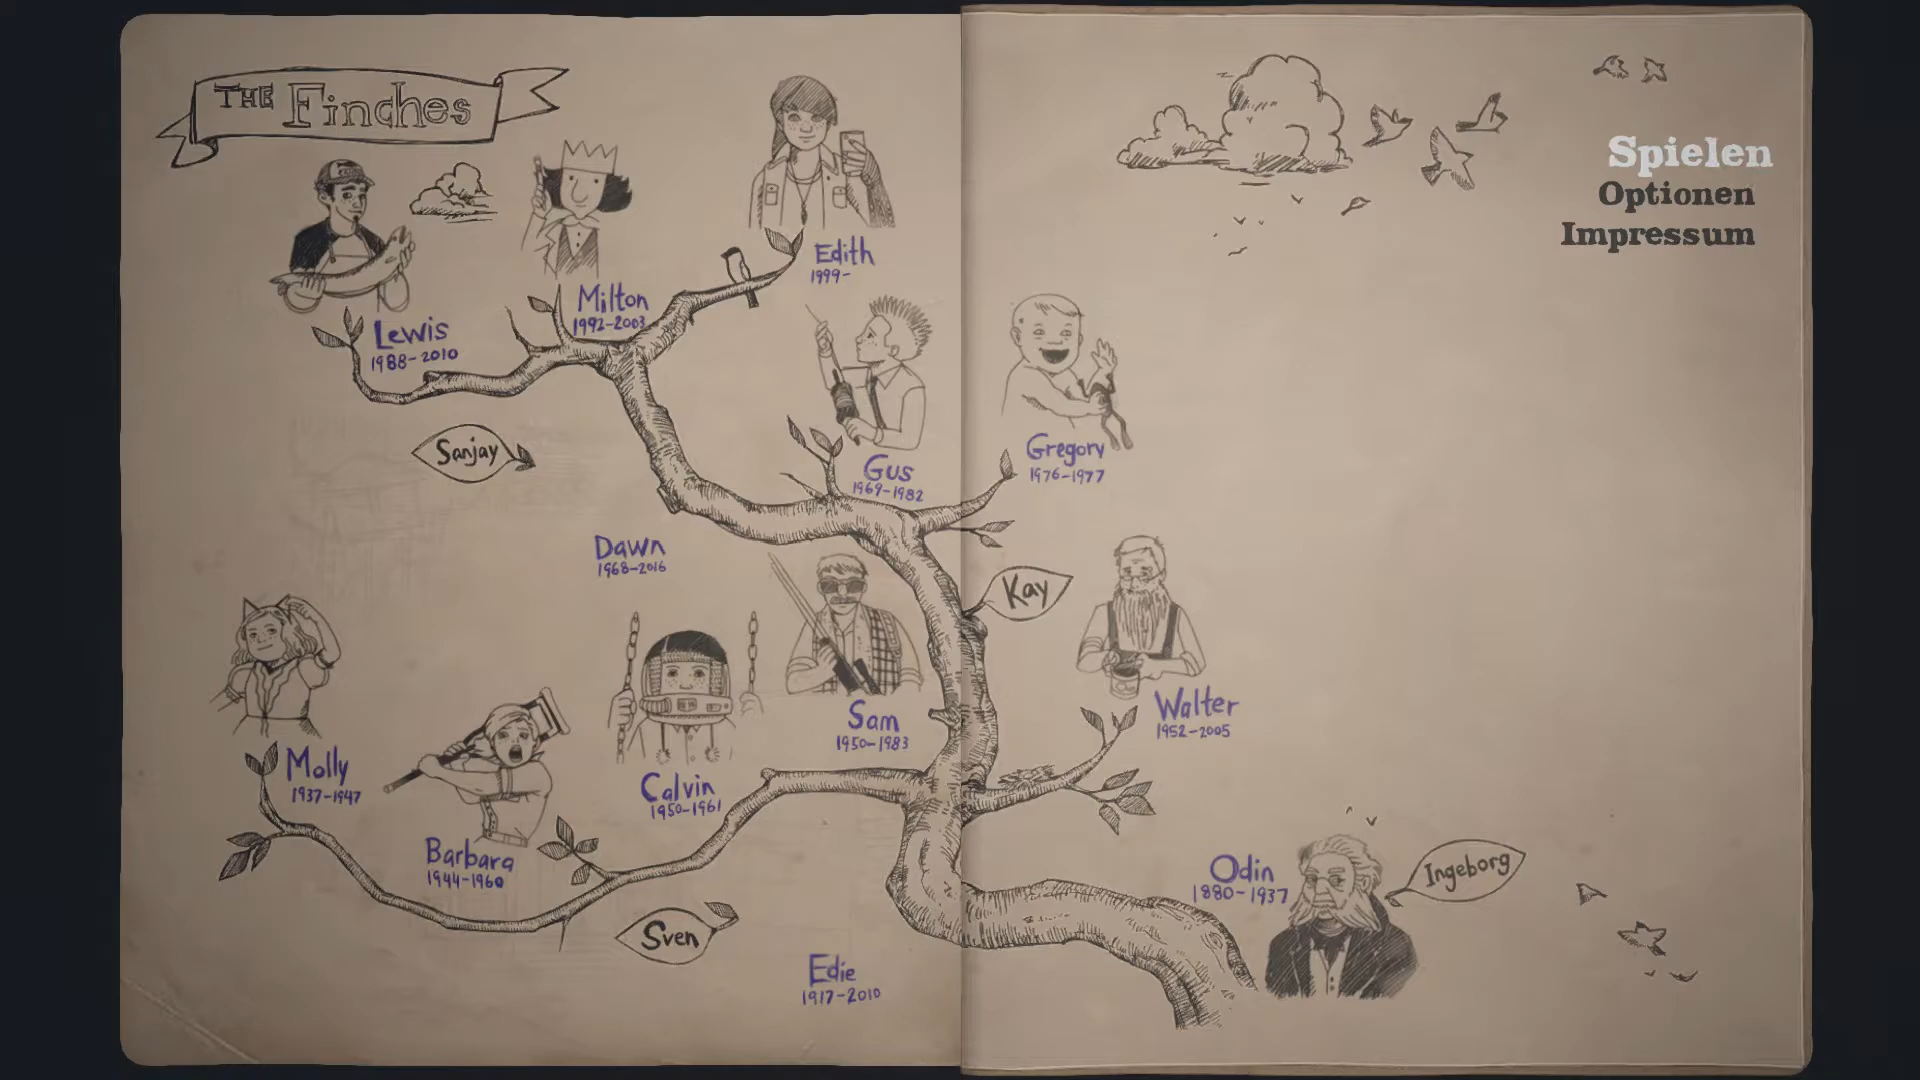 THE Finches
Edith
1999-
Milton
1992-2003
Lewis
1988-2010
Sanjay
Gus
1969-1982
Gregory
1976-1977
Dawn
1968-2016
Kay
Sam
1950-1983
Walter
1952-2005
Molly
1937-1947
Calvin
1950-1961
Barbara
1944-1960
Sven
Edie
1917-2010
Odin
1880-1937
Ingeborg
Spielen
Optionen
Impressum